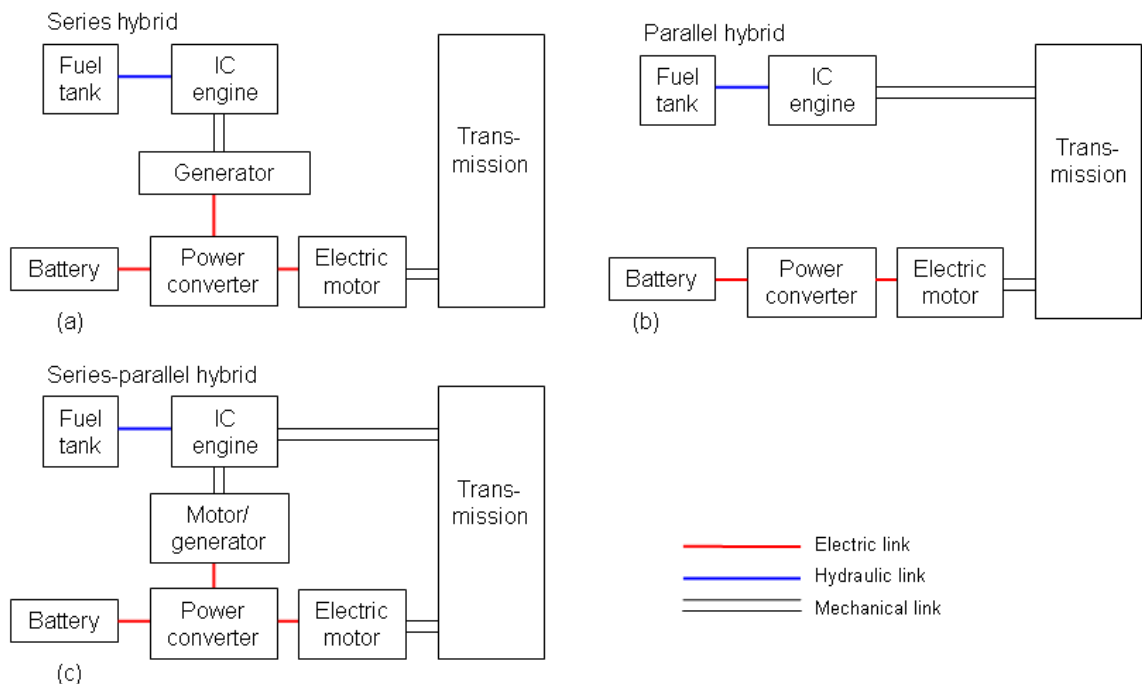 Series hybrid
Fuel
tank
IC
engine
Trans-
mission
Generator
Battery
Power
converter
Electric
motor
(a)
Parallel hybrid
Fuel
tank
IC
engine
Trans-
mission
Battery
Power
converter
Electric
motor
(b)
Series-parallel hybrid
Fuel
tank
IC
engine
Trans-
mission
Motor/
generator
Battery
Power
converter
Electric
motor
(c)
Electric link
Hydraulic link
Mechanical link